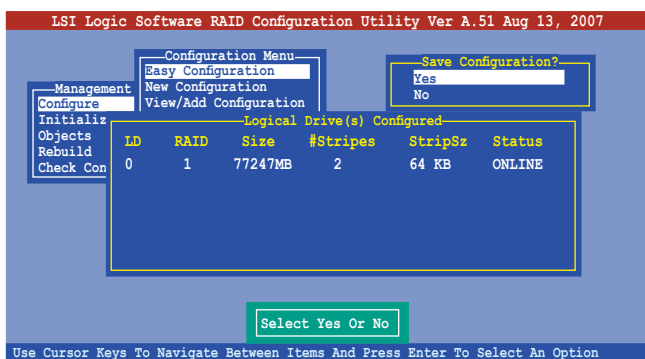 LSI Logic Software RAID Configuration Utility Ver A.51 Aug 13, 2007
Configuration Menu
Easy Configuration
New Configuration
View/Add Configuration
Save Configuration?
Yes
No
Management
Configure
Initializ
Objects
Rebuild
Check Con
Logical Drive(s) Configured
LD RAID Size #Stripes StripSz Status
0 1 77247MB 2 64 KB ONLINE
Select Yes Or No
Use Cursor Keys To Navigate Between Items And Press Enter To Select An Option